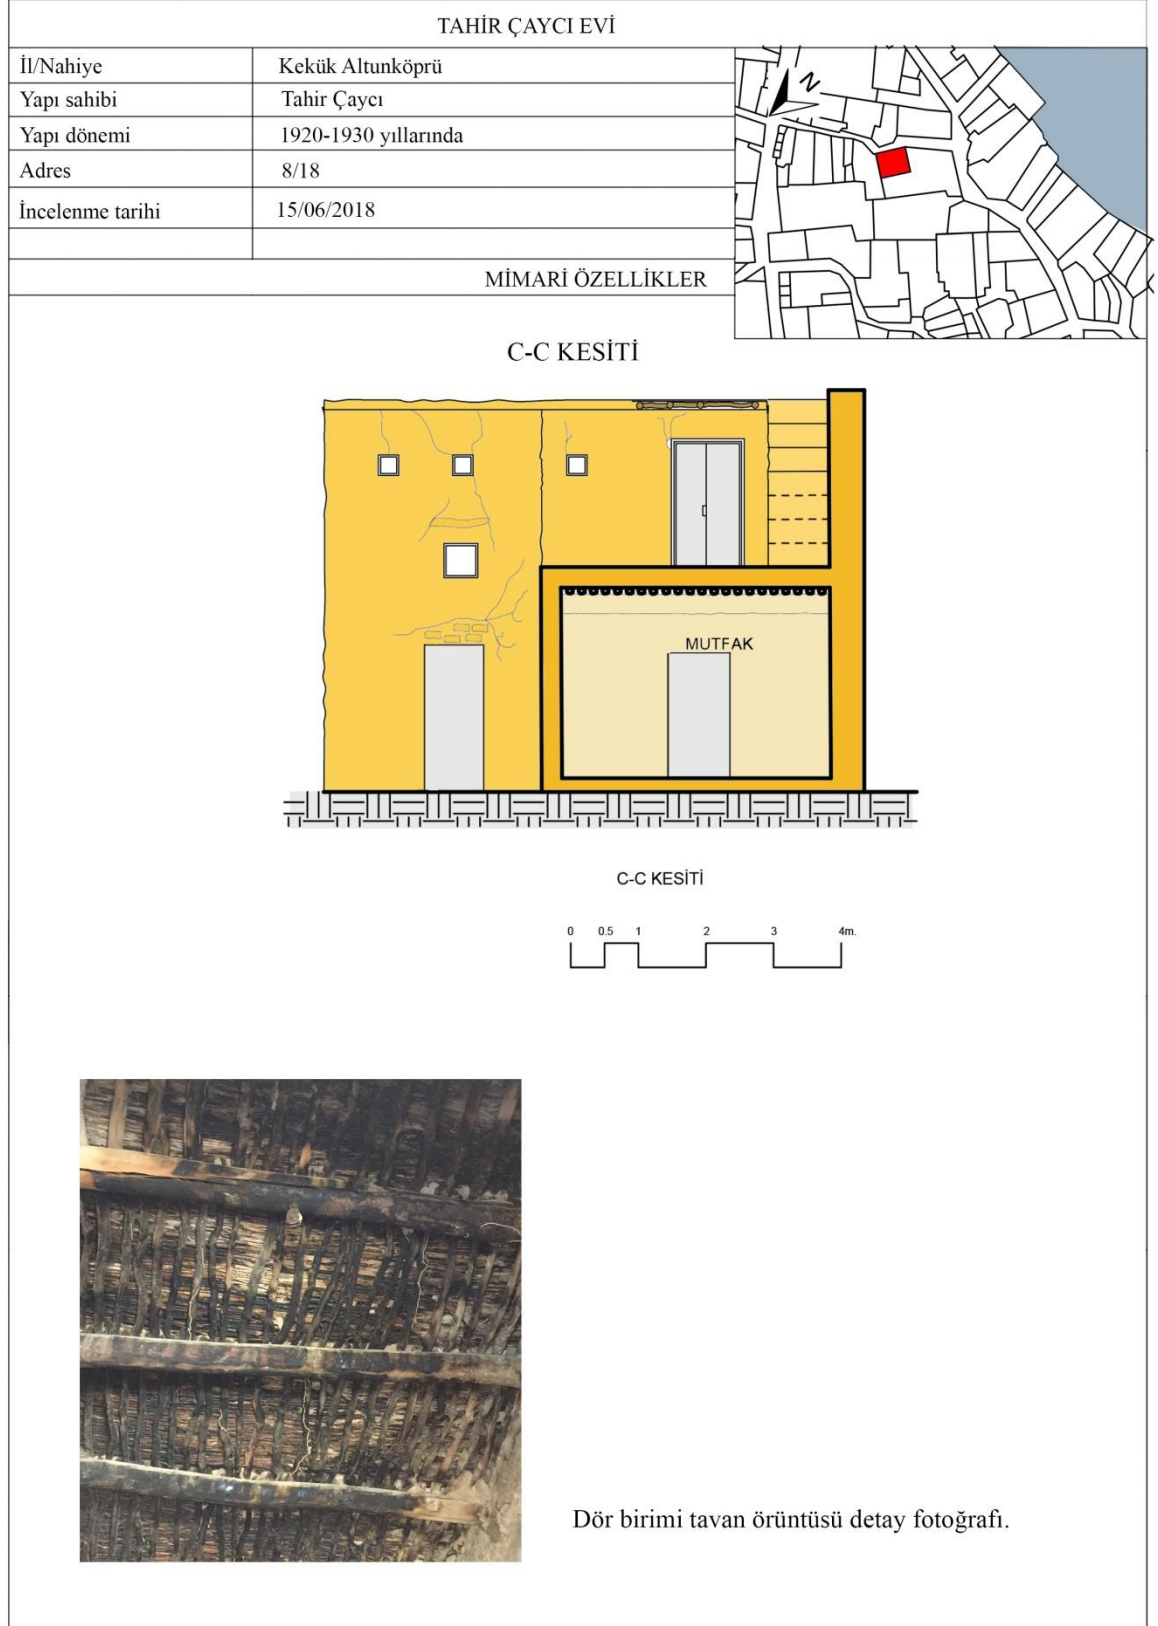 TAHİR ÇAYCI EVİ
İl/Nahiye Kekük Altunköprü
Yapı sahibi Tahir Çaycı
Yapı dönemi 1920-1930 yıllarında
Adres 8/18
İncelenme tarihi 15/06/2018
MİMARİ ÖZELLİKLER
N
C-C KESİTİ
MUTFAK
C-C KESİTİ
0 0.5 1 2 3 4m.
Dör birimi tavan örüntüsü detay fotoğrafı.